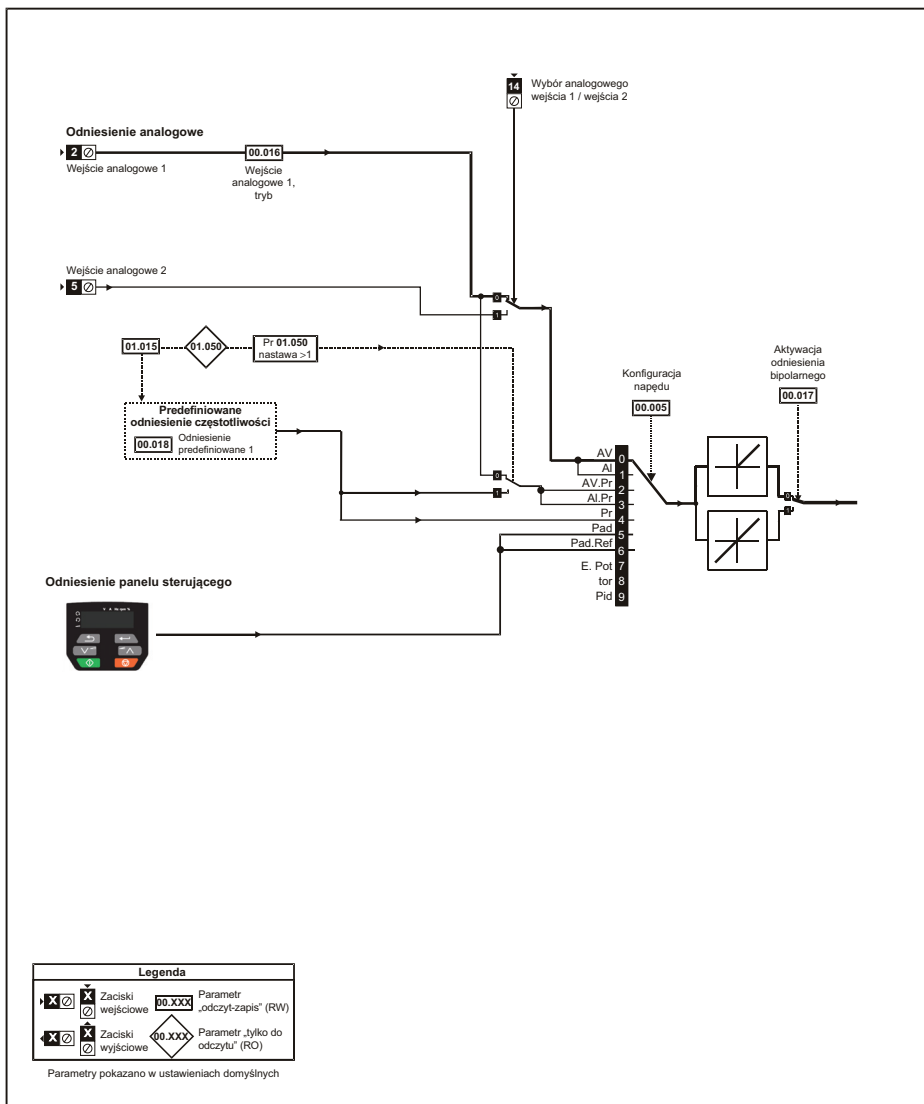 14
Wybór analogowego
wejścia 1 / wejścia 2
Odniesienie analogowe
2
00.016
Wejście analogowe 1
Wejście
analogowe 1,
tryb
Wejście analogowe 2
5
0
1
01.015
01.050
Pr 01.050
nastawa >1
Predefiniowane
odniesienie częstotliwości
00.018
Odniesienie
predefiniowane 1
0
1
Konfiguracja
napędu
00.005
Aktywacja
odniesienia
bipolarnego
00.017
0
1
AV 0
AI 1
AV.Pr 2
AI.Pr 3
Pr 4
Pad 5
Pad.Ref 6
E. Pot 7
tor 8
Pid 9
Odniesienie panelu sterującego
Legenda
X X Zaciski
wejściowe
00.XXX Parametr
„odczyt-zapis” (RW)
X X Zaciski
wyjściowe
00.XXX Parametr „tylko do
odczytu” (RO)
Parametry pokazano w ustawieniach domyślnych